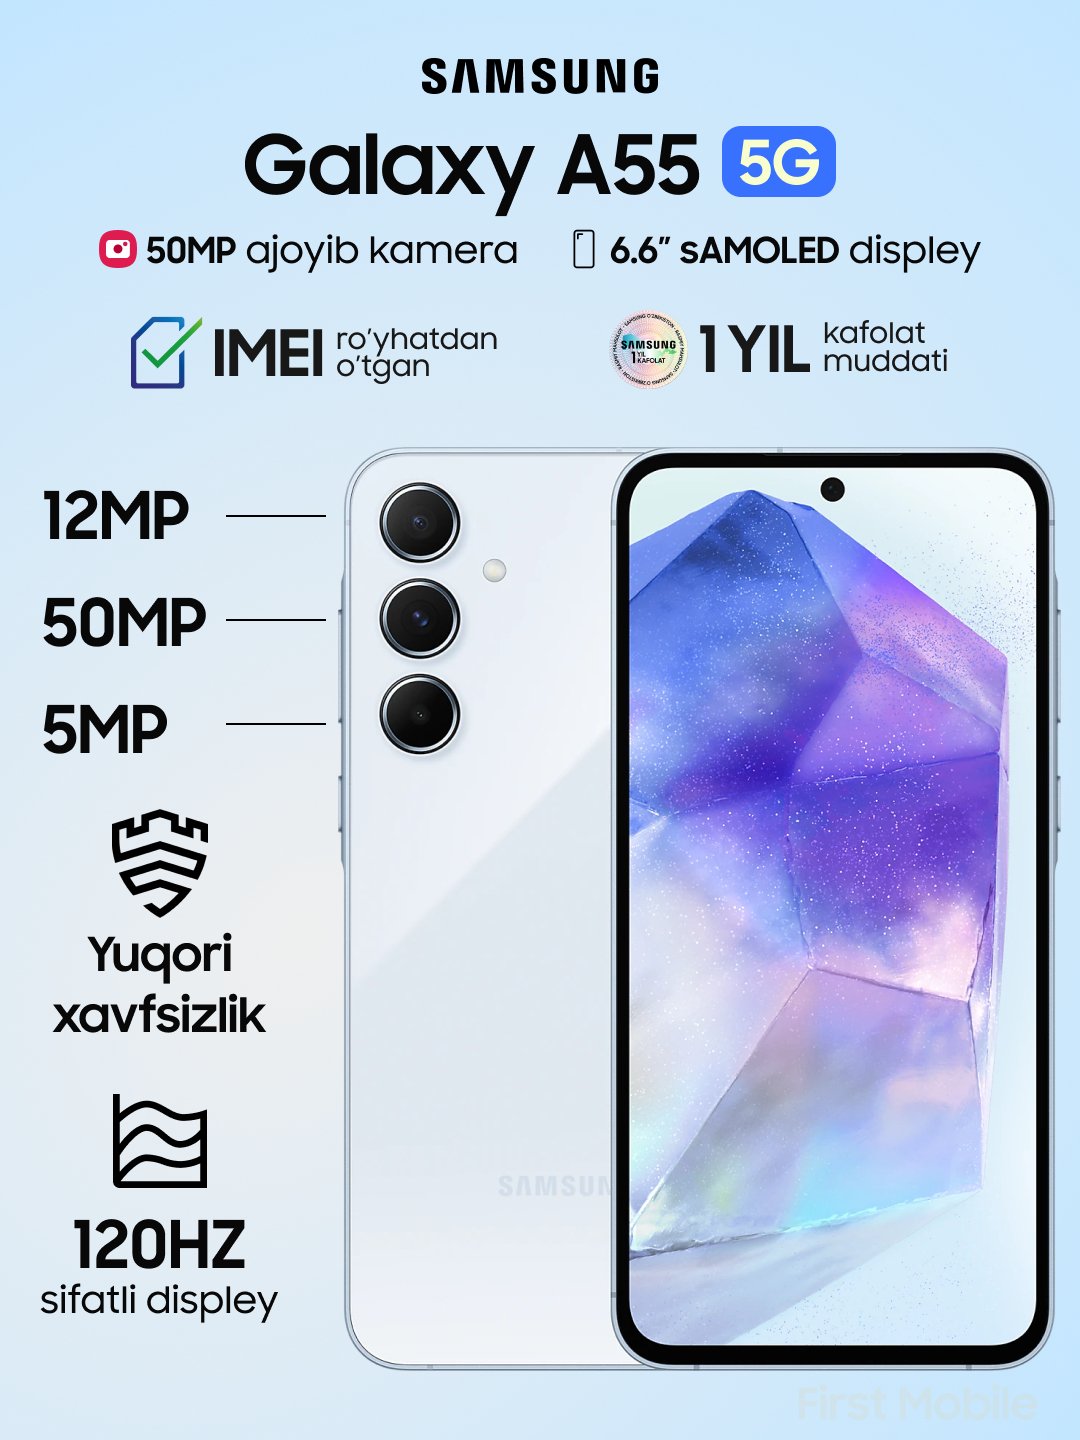 SAMSUNG
Galaxy A55 5G
50MP ajoyib kamera
6.6” sAMOLED displey
IMEI ro‘yhatdan
o‘tgan
SAMSUNG
1 YIL
KAFOLAT
1 YIL kafolat
muddati
12MP
50MP
5MP
Yuqori
xavfsizlik
120HZ
sifatli displey
SAMSUN
First Mobile